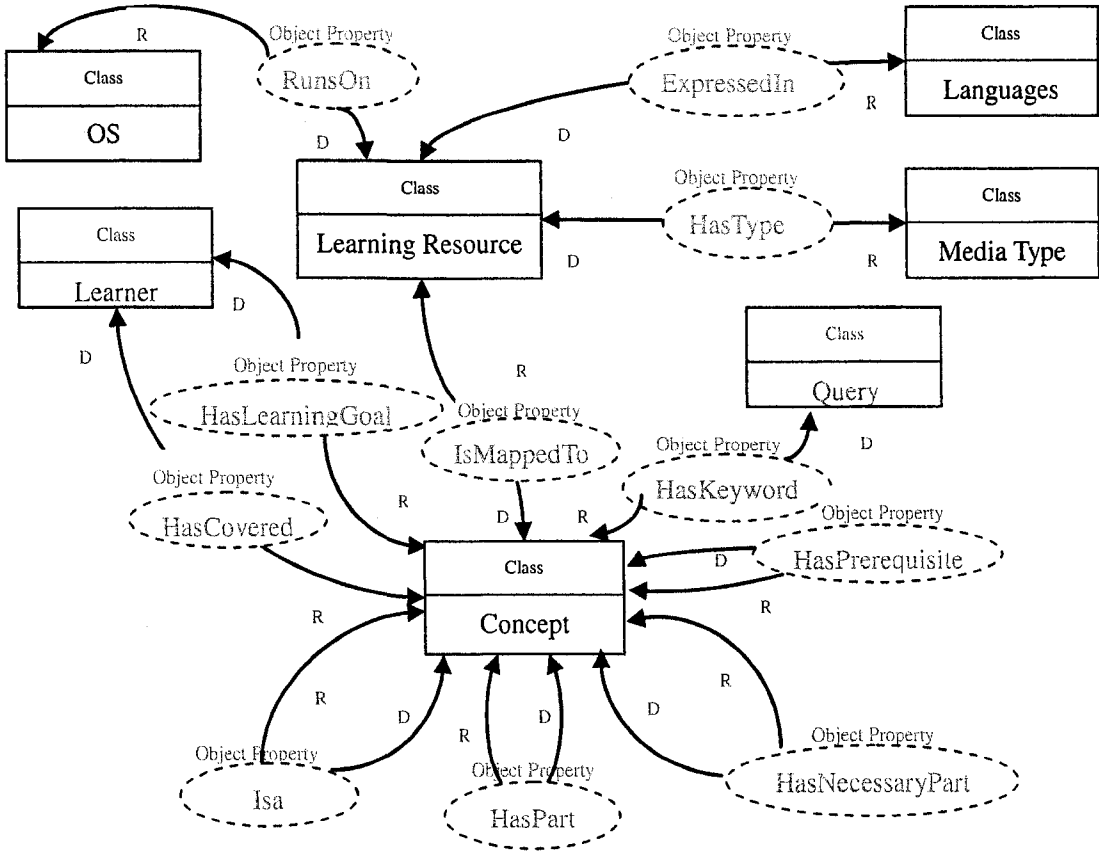 R
Object Property
RunsOn
Class
OS
D
Object Property
ExpressedIn
D
R
Class
Languages
Class
Learning Resource
Object Property
HasType
D
R
Class
Media Type
Class
Learner
D
D
R
Class
Query
D
Object Property
HasLearningGoal
R
Object Property
IsMappedTo
D
Object Property
HasKeyword
R
Object Property
HasCovered
R
Object Property
HasPrerequisite
D
R
Class
Concept
R
D
Object Property
Isa
R
D
Object Property
HasPart
D
R
Object Property
HasNecessaryPart